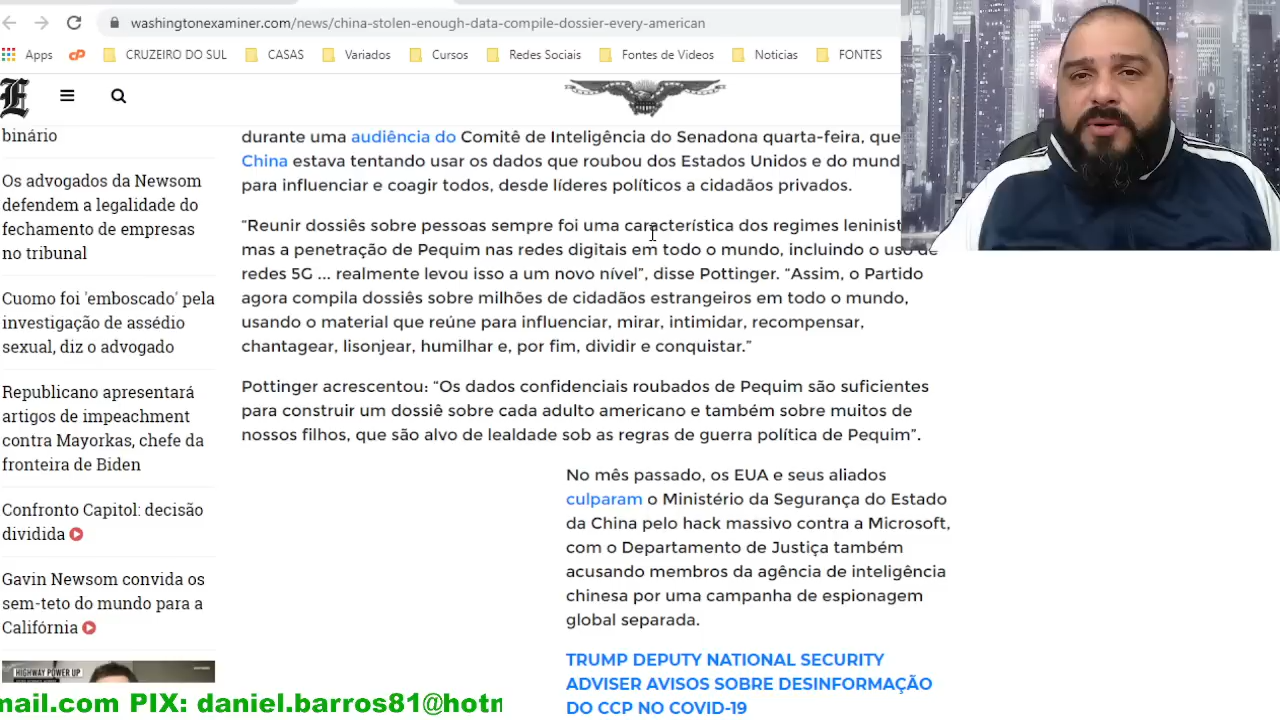 washingtonexaminer.com/news/china-stolen-enough-data-compile-dossier-every-american
Apps
CRUZEIRO DO SUL
CASAS
Variados
Cursos
Redes Sociais
Fontes de Videos
Noticias
FONTES
binário
Os advogados da Newsom
defendem a legalidade do
fechamento de empresas
no tribunal
Cuomo foi 'emboscado' pela
investigação de assédio
sexual, diz o advogado
Republicano apresentará
artigos de impeachment
contra Mayorkas, chefe da
fronteira de Biden
Confronto Capitol: decisão
dividida
Gavin Newsom convida os
sem-teto do mundo para a
Califórnia
HIGHWAY POWER UP
durante uma audiência do Comitê de Inteligência do Senadona quarta-feira, que
China estava tentando usar os dados que roubou dos Estados Unidos e do mund
para influenciar e coagir todos, desde líderes políticos a cidadãos privados.
“Reunir dossiês sobre pessoas sempre foi uma característica dos regimes leninist
mas a penetração de Pequim nas redes digitais em todo o mundo, incluindo o uso de
redes 5G ... realmente levou isso a um novo nível”, disse Pottinger. “Assim, o Partido
agora compila dossiês sobre milhões de cidadãos estrangeiros em todo o mundo,
usando o material que reúne para influenciar, mirar, intimidar, recompensar,
chantagear, lisonjear, humilhar e, por fim, dividir e conquistar.”
Pottinger acrescentou: “Os dados confidenciais roubados de Pequim são suficientes
para construir um dossiê sobre cada adulto americano e também sobre muitos de
nossos filhos, que são alvo de lealdade sob as regras de guerra política de Pequim”.
No mês passado, os EUA e seus aliados
culparam o Ministério da Segurança do Estado
da China pelo hack massivo contra a Microsoft,
com o Departamento de Justiça também
acusando membros da agência de inteligência
chinesa por uma campanha de espionagem
global separada.
TRUMP DEPUTY NATIONAL SECURITY
ADVISER AVISOS SOBRE DESINFORMAÇÃO
DO CCP NO COVID-19
mail.com PIX: daniel.barros81@hotn